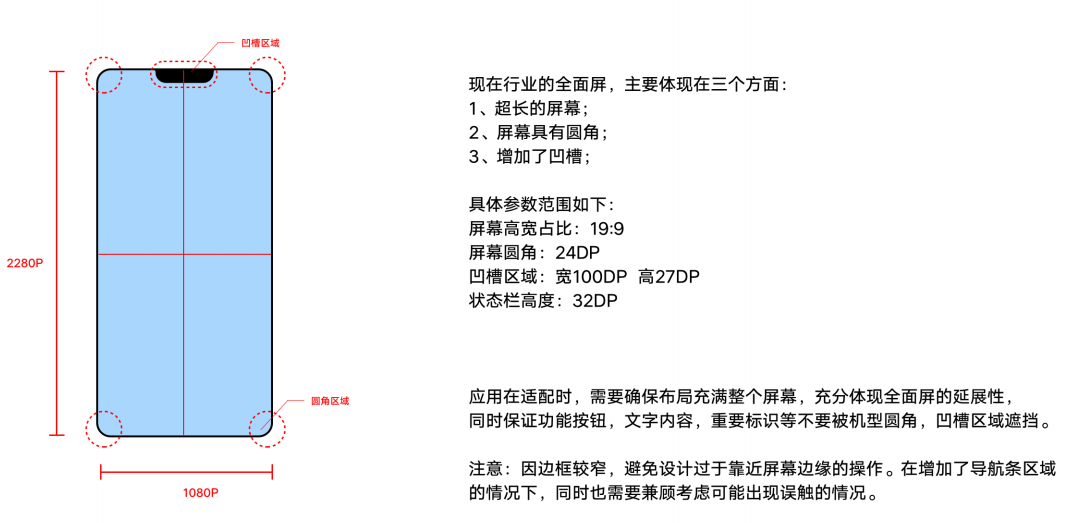 凹槽区域
2280P
圆角区域
1080P
现在行业的全面屏，主要体现在三个方面：
1、超长的屏幕；
2、屏幕具有圆角；
3、增加了凹槽；
具体参数范围如下：
屏幕高宽占比：19:9
屏幕圆角：24DP
凹槽区域：宽100DP 高27DP
状态栏高度：32DP
应用在适配时，需要确保布局充满整个屏幕，充分体现全面屏的延展性，
同时保证功能按钮，文字内容，重要标识等不要被机型圆角，凹槽区域遮挡。
注意：因边框较窄，避免设计过于靠近屏幕边缘的操作。在增加了导航条区域
的情况下，同时也需要兼顾考虑可能出现误触的情况。